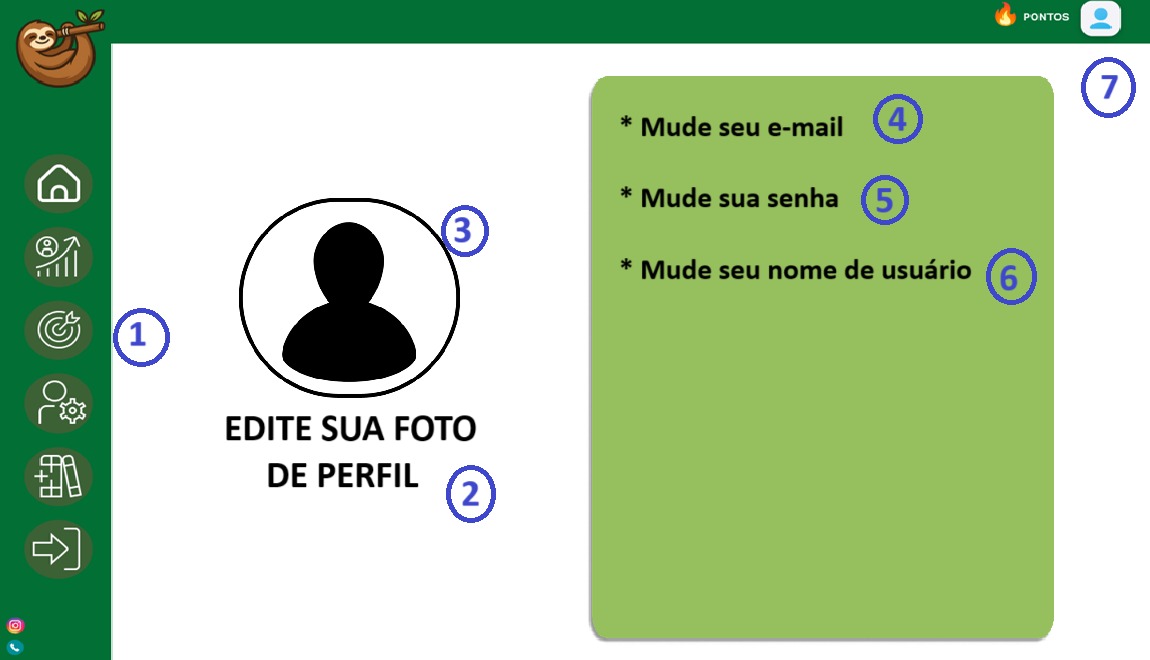 PONTOS
7
* Mude seu e-mail 4
* Mude sua senha 5
* Mude seu nome de usuário 6
3
1
EDITE SUA FOTO
DE PERFIL 2